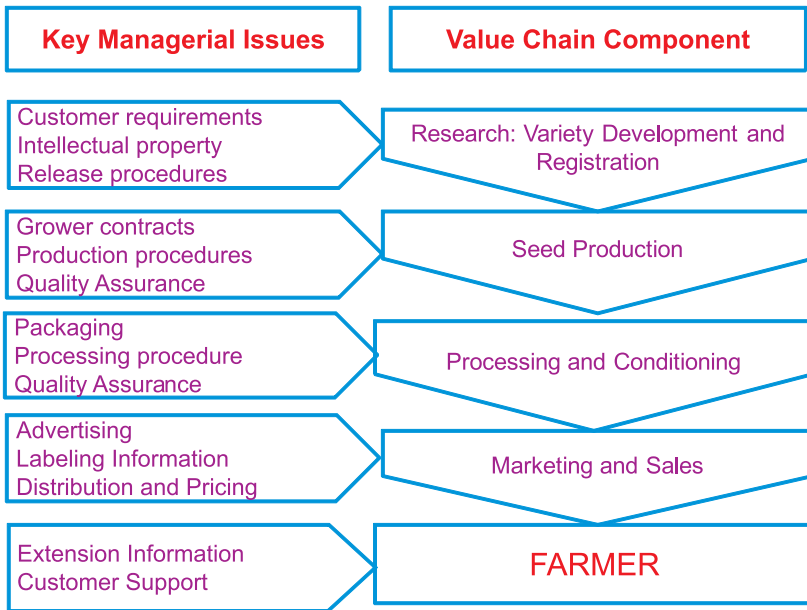 Key Managerial Issues
Value Chain Component
Customer requirements
Intellectual property
Release procedures
Research: Variety Development and
Registration
Grower contracts
Production procedures
Quality Assurance
Seed Production
Packaging
Processing procedure
Quality Assurance
Processing and Conditioning
Advertising
Labeling Information
Distribution and Pricing
Marketing and Sales
Extension Information
Customer Support
FARMER